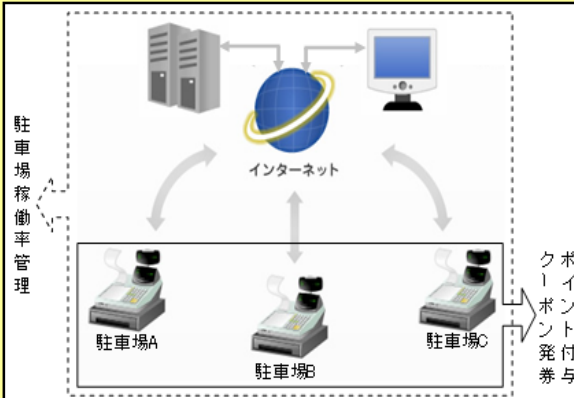 駐車場稼働率管理
インターネット
駐車場A
駐車場B
駐車場C
ポイント付与
クーポン発券